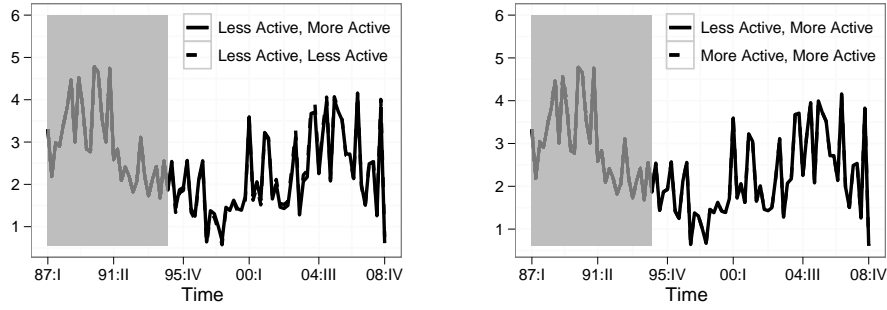 6
5
4
3
2
1
Less Active, More Active
Less Active, Less Active
87:I 91:II 95:IV 00:I 04:III 08:IV
Time
6
5
4
3
2
1
Less Active, More Active
More Active, More Active
87:I 91:II 95:IV 00:I 04:III 08:IV
Time